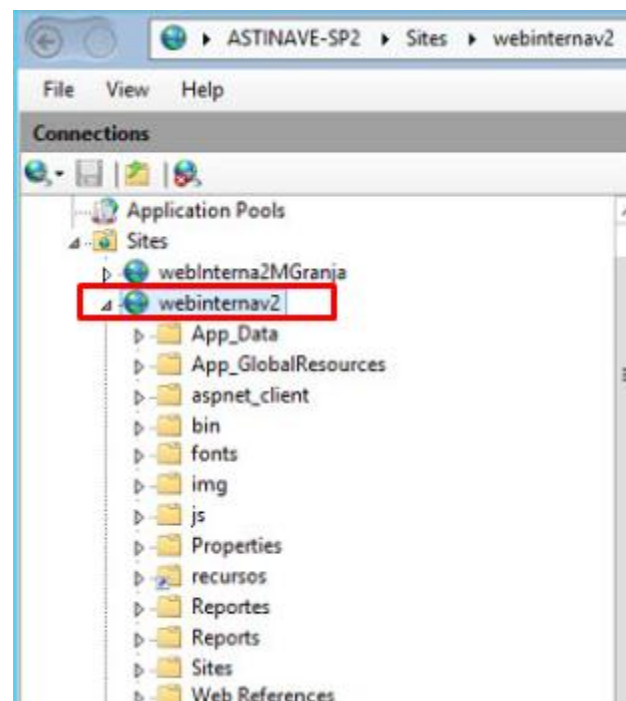 ASTINAVE-SP2 Sites webinternav2
File View Help
Connections
Application Pools
Sites
webInterna2MGranja
webinternav2
App_Data
App_GlobalResources
aspnet_client
bin
fonts
img
js
Properties
recursos
Reportes
Reports
Sites
Web References